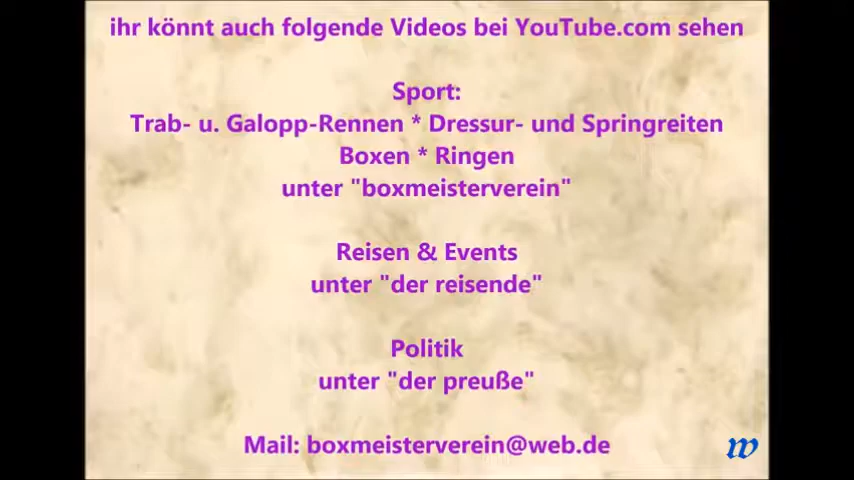 ihr könnt auch folgende Videos bei YouTube.com sehen
Sport:
Trab- u. Galopp-Rennen * Dressur- und Springreiten
Boxen * Ringen
unter "boxmeisterverein"
Reisen & Events
unter "der reisende"
Politik
unter "der preuße"
Mail: boxmeisterverein@web.de
w